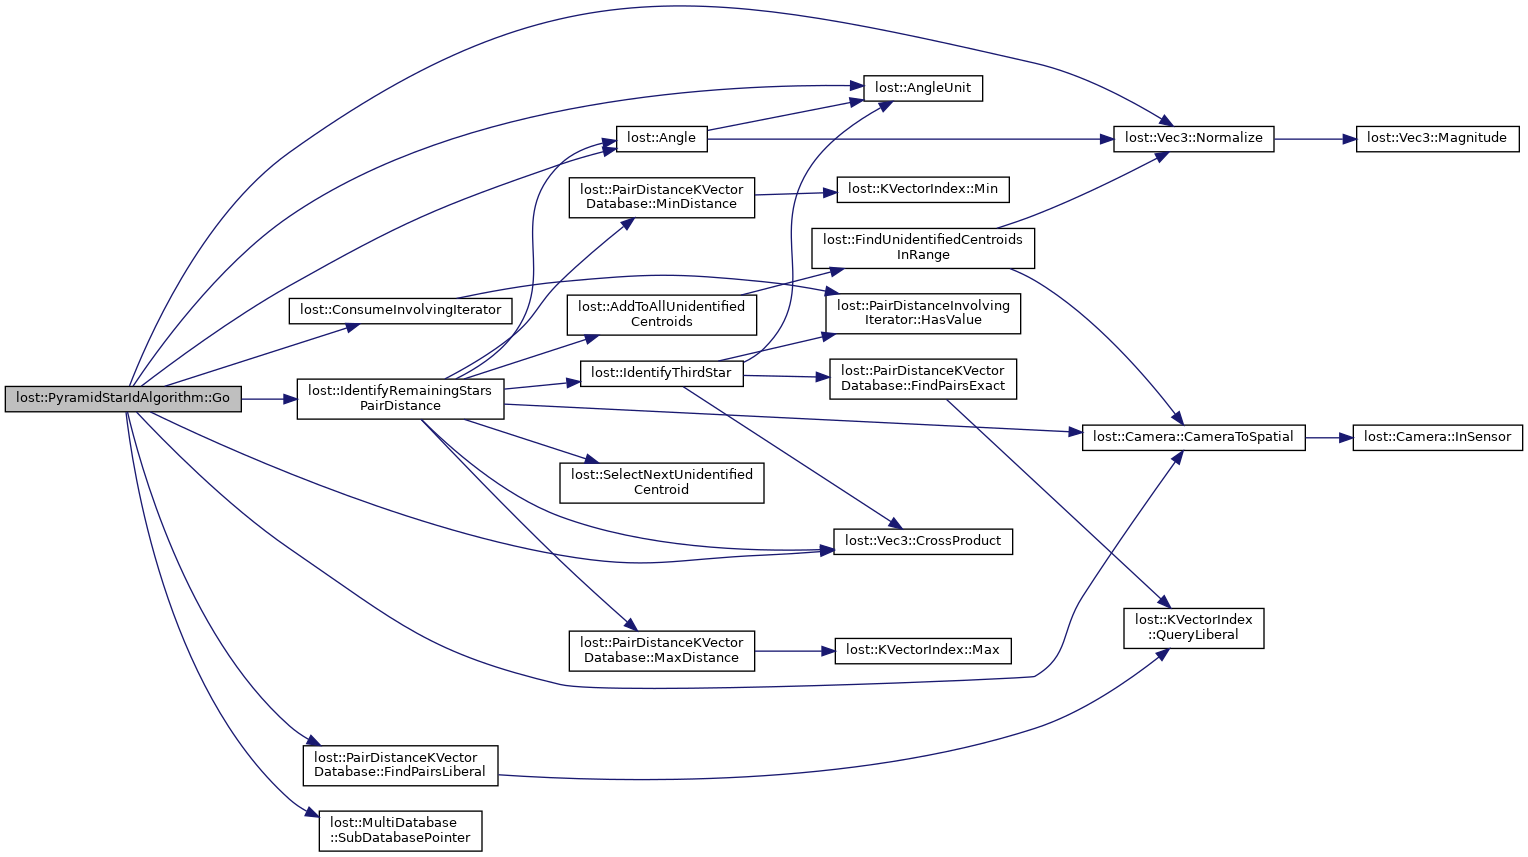 lost::PyramidStarIdAlgorithm::Go
lost::ConsumeInvolvingIterator
lost::IdentifyRemainingStars
PairDistance
lost::PairDistanceKVector
Database::FindPairsLiberal
lost::MultiDatabase
::SubDatabasePointer
lost::Angle
lost::PairDistanceKVector
Database::MinDistance
lost::AddToAllUnidentified
Centroids
lost::IdentifyThirdStar
lost::SelectNextUnidentified
Centroid
lost::PairDistanceKVector
Database::MaxDistance
lost::AngleUnit
lost::KVectorIndex::Min
lost::FindUnidentifiedCentroids
InRange
lost::PairDistanceInvolving
Iterator::HasValue
lost::PairDistanceKVector
Database::FindPairsExact
lost::Vec3::CrossProduct
lost::KVectorIndex::Max
lost::Vec3::Normalize
lost::Camera::CameraToSpatial
lost::KVectorIndex
::QueryLiberal
lost::Vec3::Magnitude
lost::Camera::InSensor